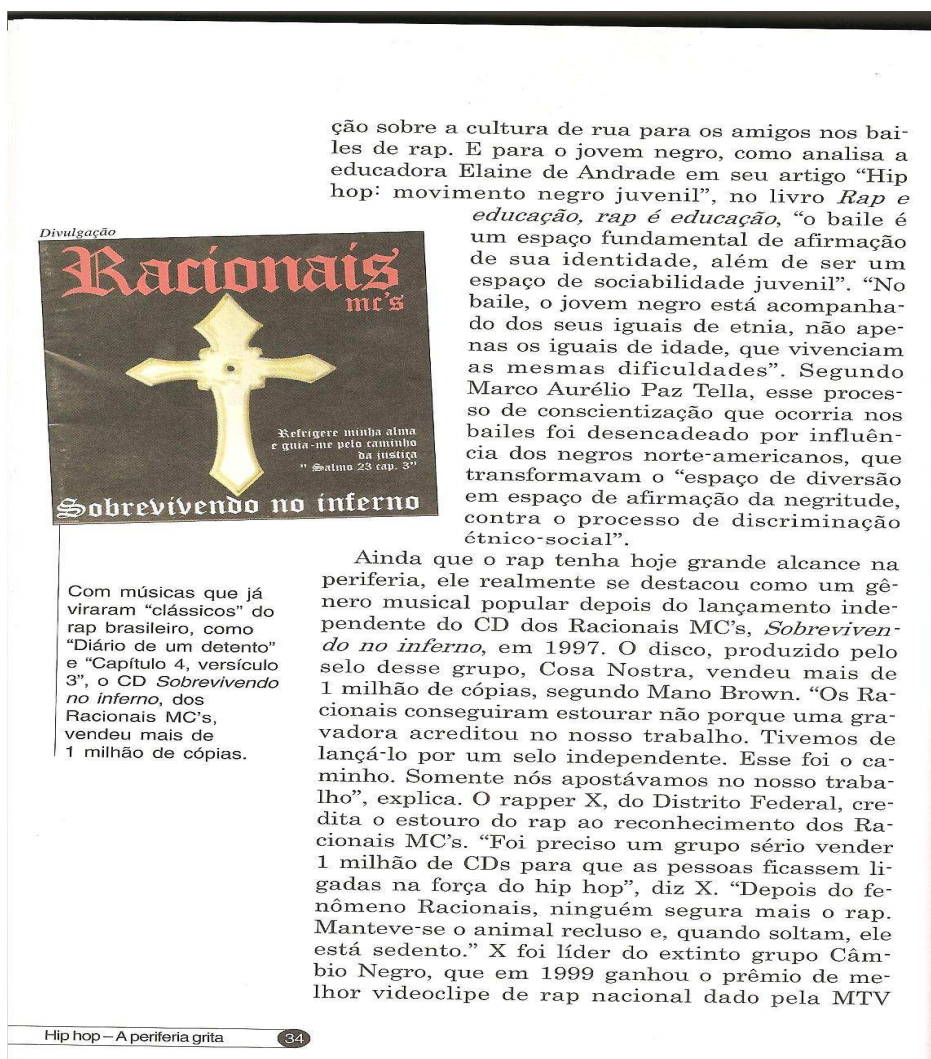 ção sobre a cultura de rua para os amigos nos bai-
les de rap. E para o jovem negro, como analisa a
educadora Elaine de Andrade em seu artigo “Hip
hop: movimento negro juvenil”, no livro Rap e
educação, rap é educação, “o baile é
um espaço fundamental de afirmação
de sua identidade, além de ser um
espaço de sociabilidade juvenil”. “No
baile, o jovem negro está acompanha-
do dos seus iguais de etnia, não ape-
nas os iguais de idade, que vivenciam
as mesmas dificuldades”. Segundo
Marco Aurélio Paz Tella, esse proces-
so de conscientização que ocorria nos
bailes foi desencadeado por influên-
cia dos negros norte-americanos, que
transformavam o “espaço de diversão
em espaço de afirmação da negritude,
contra o processo de discriminação
étnico-social”.
Divulgação
Racionais
mc's
Refrigere minha alma
e guia-me pelo caminho
da justiça
" Salmo 23 cap. 3"
Sobrevivendo no inferno
Com músicas que já
viraram “clássicos” do
rap brasileiro, como
“Diário de um detento”
e “Capítulo 4, versículo
3”, o CD Sobrevivendo
no inferno, dos
Racionais MC’s,
vendeu mais de
1 milhão de cópias.
Ainda que o rap tenha hoje grande alcance na
periferia, ele realmente se destacou como um gê-
nero musical popular depois do lançamento inde-
pendente do CD dos Racionais MC’s, Sobreviven-
do no inferno, em 1997. O disco, produzido pelo
selo desse grupo, Cosa Nostra, vendeu mais de
1 milhão de cópias, segundo Mano Brown. “Os Ra-
cionais conseguiram estourar não porque uma gra-
vadora acreditou no nosso trabalho. Tivemos de
lançá-lo por um selo independente. Esse foi o ca-
minho. Somente nós apostávamos no nosso traba-
lho”, explica. O rapper X, do Distrito Federal, cre-
dita o estouro do rap ao reconhecimento dos Ra-
cionais MC’s. “Foi preciso um grupo sério vender
1 milhão de CDs para que as pessoas ficassem li-
gadas na força do hip hop”, diz X. “Depois do fe-
nômeno Racionais, ninguém segura mais o rap.
Manteve-se o animal recluso e, quando soltam, ele
está sedento.” X foi líder do extinto grupo Câm-
bio Negro, que em 1999 ganhou o prêmio de me-
lhor videoclipe de rap nacional dado pela MTV
Hip hop – A periferia grita 34